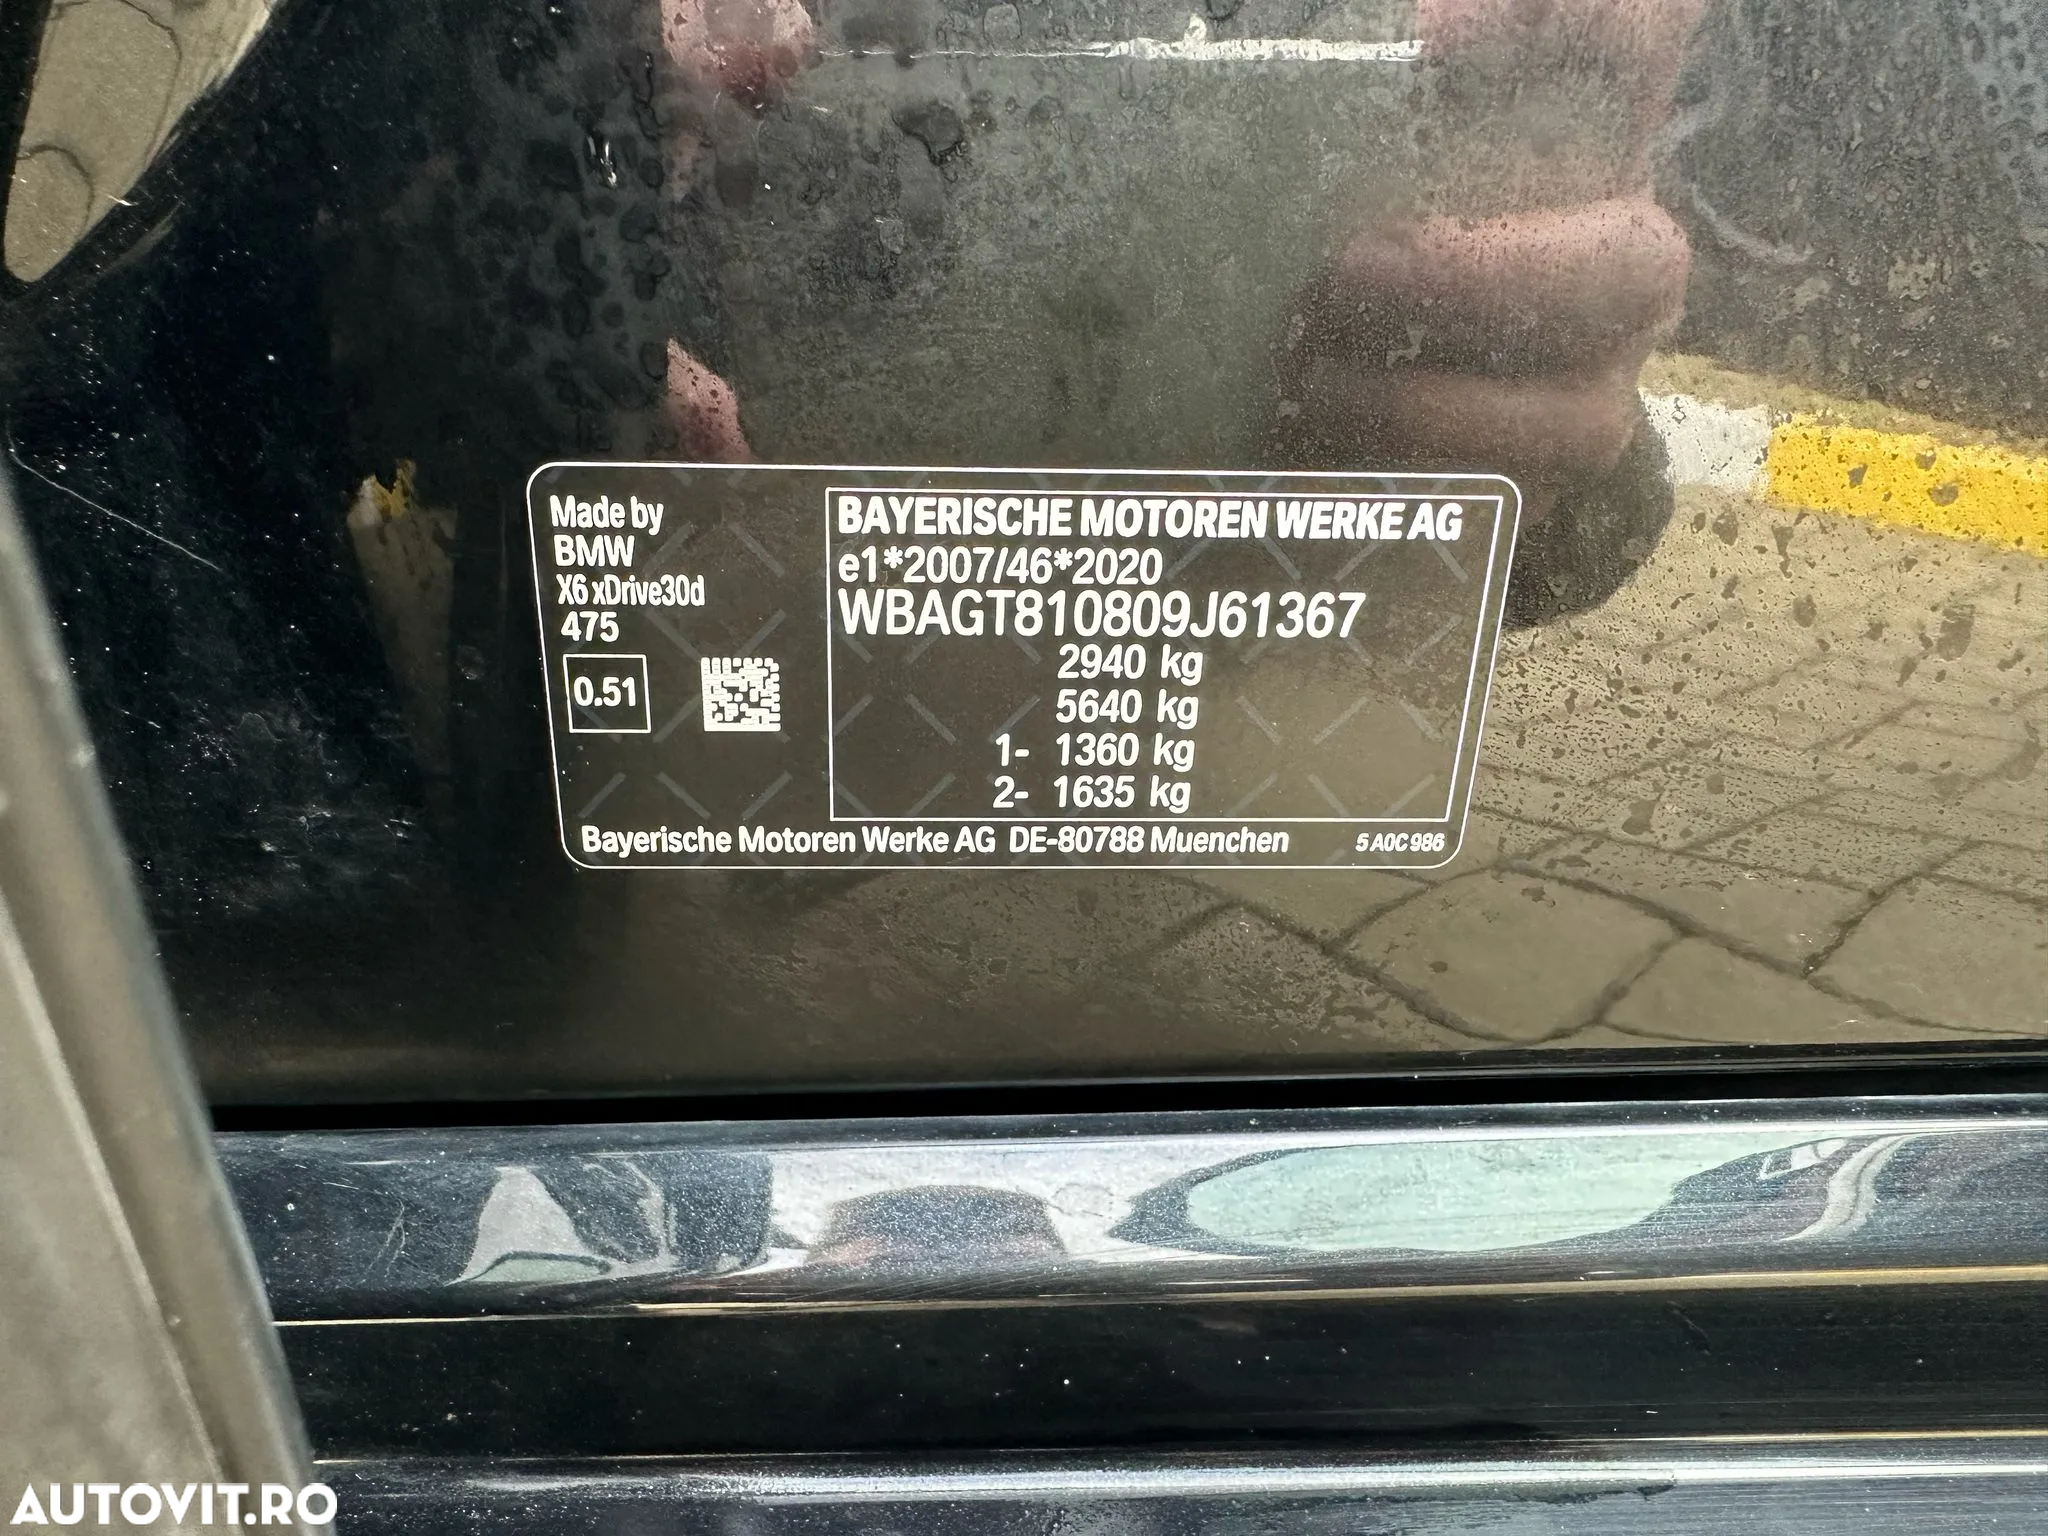 Made by
BMW
X6 xDrive30d
475
0.51
BAYERISCHE MOTOREN WERKE AG
e1*2007/46*2020
WBAGT810809J61367
2940 kg
5640 kg
1- 1360 kg
2- 1635 kg
Bayerische Motoren Werke AG DE-80788 Muenchen
5 A0C 986
AUTOVIT.RO